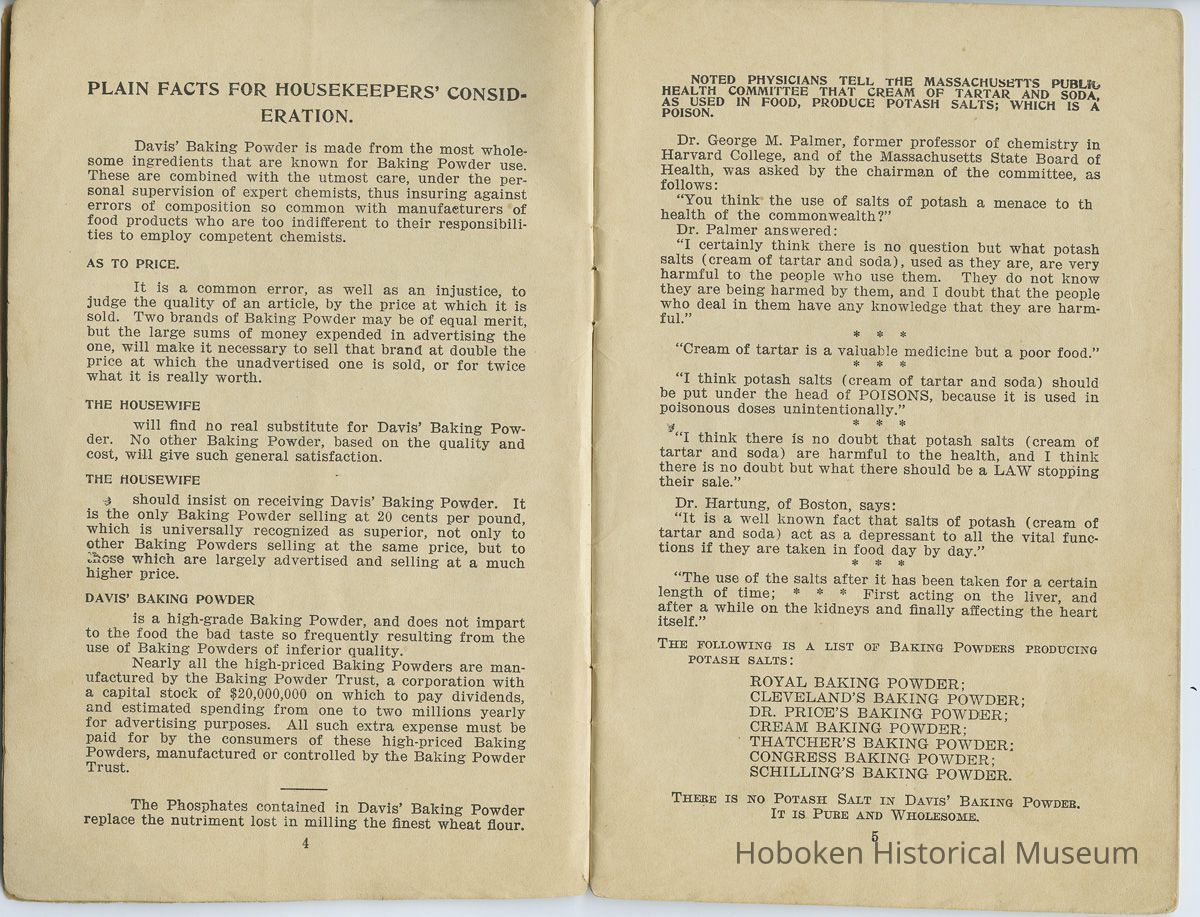 PLAIN FACTS FOR HOUSEKEEPERS' CONSID-
ERATION.
Davis' Baking Powder is made from the most whole-
some ingredients that are known for Baking Powder use.
These are combined with the utmost care, under the per-
sonal supervision of expert chemists, thus insuring against
errors of composition so common with manufacturers of
food products who are too indifferent to their responsibili-
ties to employ competent chemists.
AS TO PRICE.
It is a common error, as well as an injustice, to
judge the quality of an article, by the price at which it is
sold. Two brands of Baking Powder may be of equal merit,
but the large sums of money expended in advertising the
one, will make it necessary to sell that brand at double the
price at which the unadvertised one is sold, or for twice
what it is really worth.
THE HOUSEWIFE
will find no real substitute for Davis' Baking Pow-
der. No other Baking Powder, based on the quality and
cost, will give such general satisfaction.
THE HOUSEWIFE
should insist on receiving Davis' Baking Powder. It
is the only Baking Powder selling at 20 cents per pound,
which is universally recognized as superior, not only to
other Baking Powders selling at the same price, but to
those which are largely advertised and selling at a much
higher price.
DAVIS' BAKING POWDER
is a high-grade Baking Powder, and does not impart
to the food the bad taste so frequently resulting from the
use of Baking Powders of inferior quality.
Nearly all the high-priced Baking Powders are man-
ufactured by the Baking Powder Trust, a corporation with
a capital stock of $20,000,000 on which to pay dividends,
and estimated spending from one to two millions yearly
for advertising purposes. All such extra expense must be
paid for by the consumers of these high-priced Baking
Powders, manufactured or controlled by the Baking Powder
Trust.
The Phosphates contained in Davis' Baking Powder
replace the nutriment lost in milling the finest wheat flour.
4
NOTED PHYSICIANS TELL THE MASSACHUSETTS PUBLIC
HEALTH COMMITTEE THAT CREAM OF TARTAR AND SODA,
AS USED IN FOOD, PRODUCE POTASH SALTS; WHICH IS A
POISON.
Dr. George M. Palmer, former professor of chemistry in
Harvard College, and of the Massachusetts State Board of
Health, was asked by the chairman of the committee, as
follows:
"You think the use of salts of potash a menace to th
health of the commonwealth?"
Dr. Palmer answered:
"I certainly think there is no question but what potash
salts (cream of tartar and soda), used as they are, are very
harmful to the people who use them. They do not know
they are being harmed by them, and I doubt that the people
who deal in them have any knowledge that they are harm-
ful."
* * *
"Cream of tartar is a valuable medicine but a poor food."
* * *
"I think potash salts (cream of tartar and soda) should
be put under the head of POISONS, because it is used in
poisonous doses unintentionally."
* * *
"I think there is no doubt that potash salts (cream of
tartar and soda) are harmful to the health, and I think
there is no doubt but what there should be a LAW stopping
their sale."
Dr. Hartung, of Boston, says:
"It is a well known fact that salts of potash (cream of
tartar and soda) act as a depressant to all the vital func-
tions if they are taken in food day by day."
* * *
"The use of the salts after it has been taken for a certain
length of time; * * * First acting on the liver, and
after a while on the kidneys and finally affecting the heart
itself."
THE FOLLOWING IS A LIST OF BAKING POWDERS PRODUCING
POTASH SALTS:
ROYAL BAKING POWDER;
CLEVELAND'S BAKING POWDER;
DR. PRICE'S BAKING POWDER;
CREAM BAKING POWDER;
THATCHER'S BAKING POWDER;
CONGRESS BAKING POWDER;
SCHILLING'S BAKING POWDER.
THERE IS NO POTASH SALT IN DAVIS' BAKING POWDER.
IT IS PURE AND WHOLESOME.
5
Hoboken Historical Museum